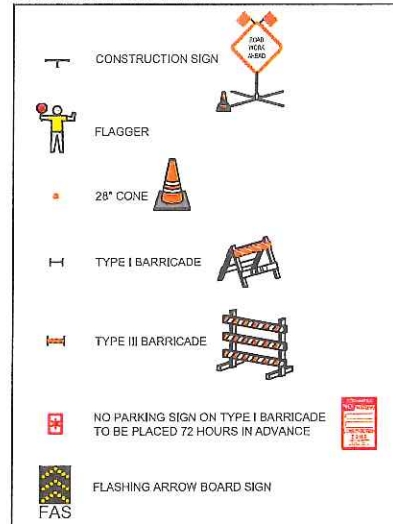 CONSTRUCTION SIGN
ROAD
WORK
AHEAD
FLAGGER
28" CONE
TYPE I BARRICADE
TYPE III BARRICADE
NO PARKING SIGN ON TYPE I BARRICADE
TO BE PLACED 72 HOURS IN ADVANCE
FLASHING ARROW BOARD SIGN
FAS